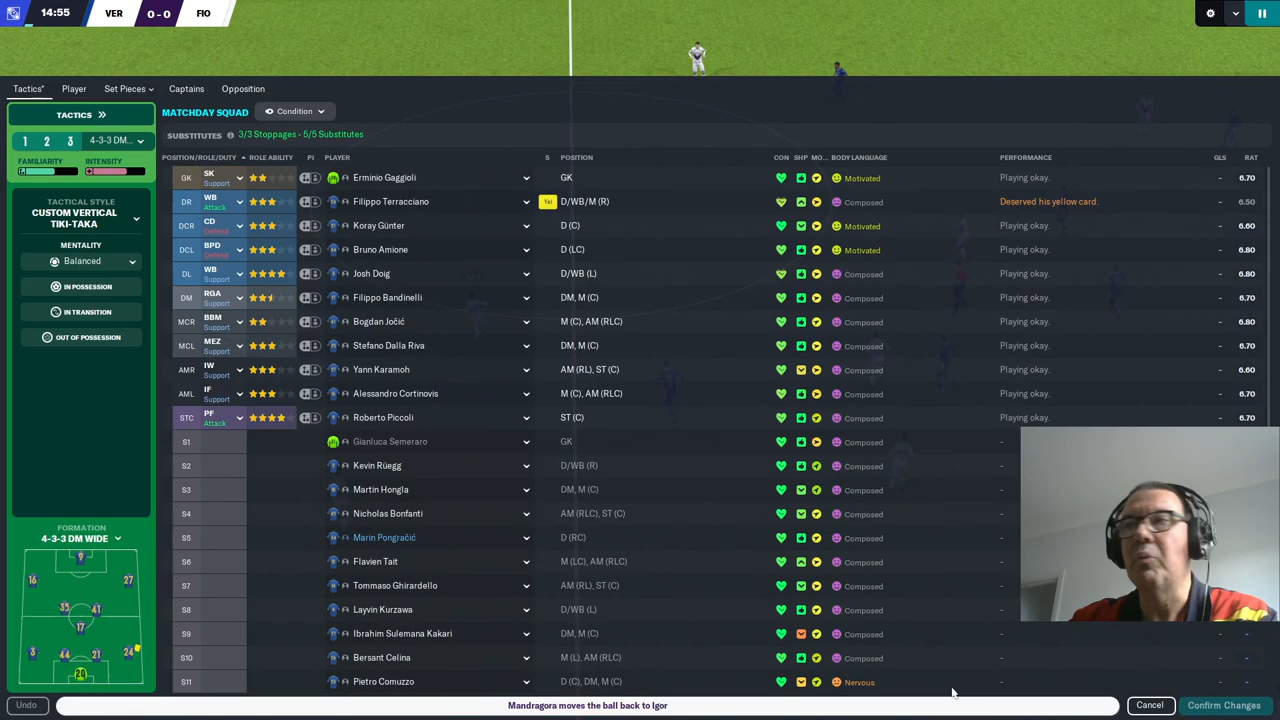 14:55 VER 0 - 0 FIO
Tactics* Player Set Pieces Captains Opposition
TACTICS
1 2 3 4-3-3 DM...
FAMILIARITY INTENSITY
TACTICAL STYLE
CUSTOM VERTICAL
TIKI-TAKA
MENTALITY
Balanced
IN POSSESSION
IN TRANSITION
OUT OF POSSESSION
FORMATION
4-3-3 DM WIDE
9
16 27
35 41
17
3 44 21 24
20
MATCHDAY SQUAD Condition
SUBSTITUTES 3/3 Stoppages - 5/5 Substitutes
POSITION/ROLE/DUTY ROLE ABILITY PI PLAYER S POSITION CON SHP MO... BODY LANGUAGE PERFORMANCE GLS RAT
GK SK Support Erminio Gaggioli GK Motivated Playing okay. - 6.70
DR WB Attack Filippo Terracciano Yel D/WB/M (R) Composed Deserved his yellow card. - 6.50
DCR CD Defend Koray Günter D (C) Motivated Playing okay. - 6.60
DCL BPD Defend Bruno Amione D (LC) Motivated Playing okay. - 6.80
DL WB Support Josh Doig D/WB (L) Composed Playing okay. - 6.80
DM RGA Support Filippo Bandinelli DM, M (C) Composed Playing okay. - 6.70
MCR BBM Support Bogdan Jočić M (C), AM (RLC) Composed Playing okay. - 6.80
MCL MEZ Support Stefano Dalla Riva DM, M (C) Composed Playing okay. - 6.70
AMR IW Support Yann Karamoh AM (RL), ST (C) Composed Playing okay. - 6.60
AML IF Support Alessandro Cortinovis M (C), AM (RLC) Composed Playing okay. - 6.70
STC PF Attack Roberto Piccoli ST (C) Composed Playing okay. - 6.70
S1 Gianluca Semeraro GK Composed -
S2 Kevin Rüegg D/WB (R) Composed -
S3 Martin Hongla DM, M (C) Composed -
S4 Nicholas Bonfanti AM (RLC), ST (C) Composed -
S5 Marin Pongračić D (RC) Composed -
S6 Flavien Tait M (LC), AM (RLC) Composed -
S7 Tommaso Ghirardello AM (RL), ST (C) Composed -
S8 Layvin Kurzawa D/WB (L) Composed -
S9 Ibrahim Sulemana Kakari DM, M (C) Composed - - -
S10 Bersant Celina M (L), AM (RLC) Composed - - -
S11 Pietro Comuzzo D (C), DM, M (C) Nervous - - -
Undo Mandragora moves the ball back to Igor Cancel Confirm Changes